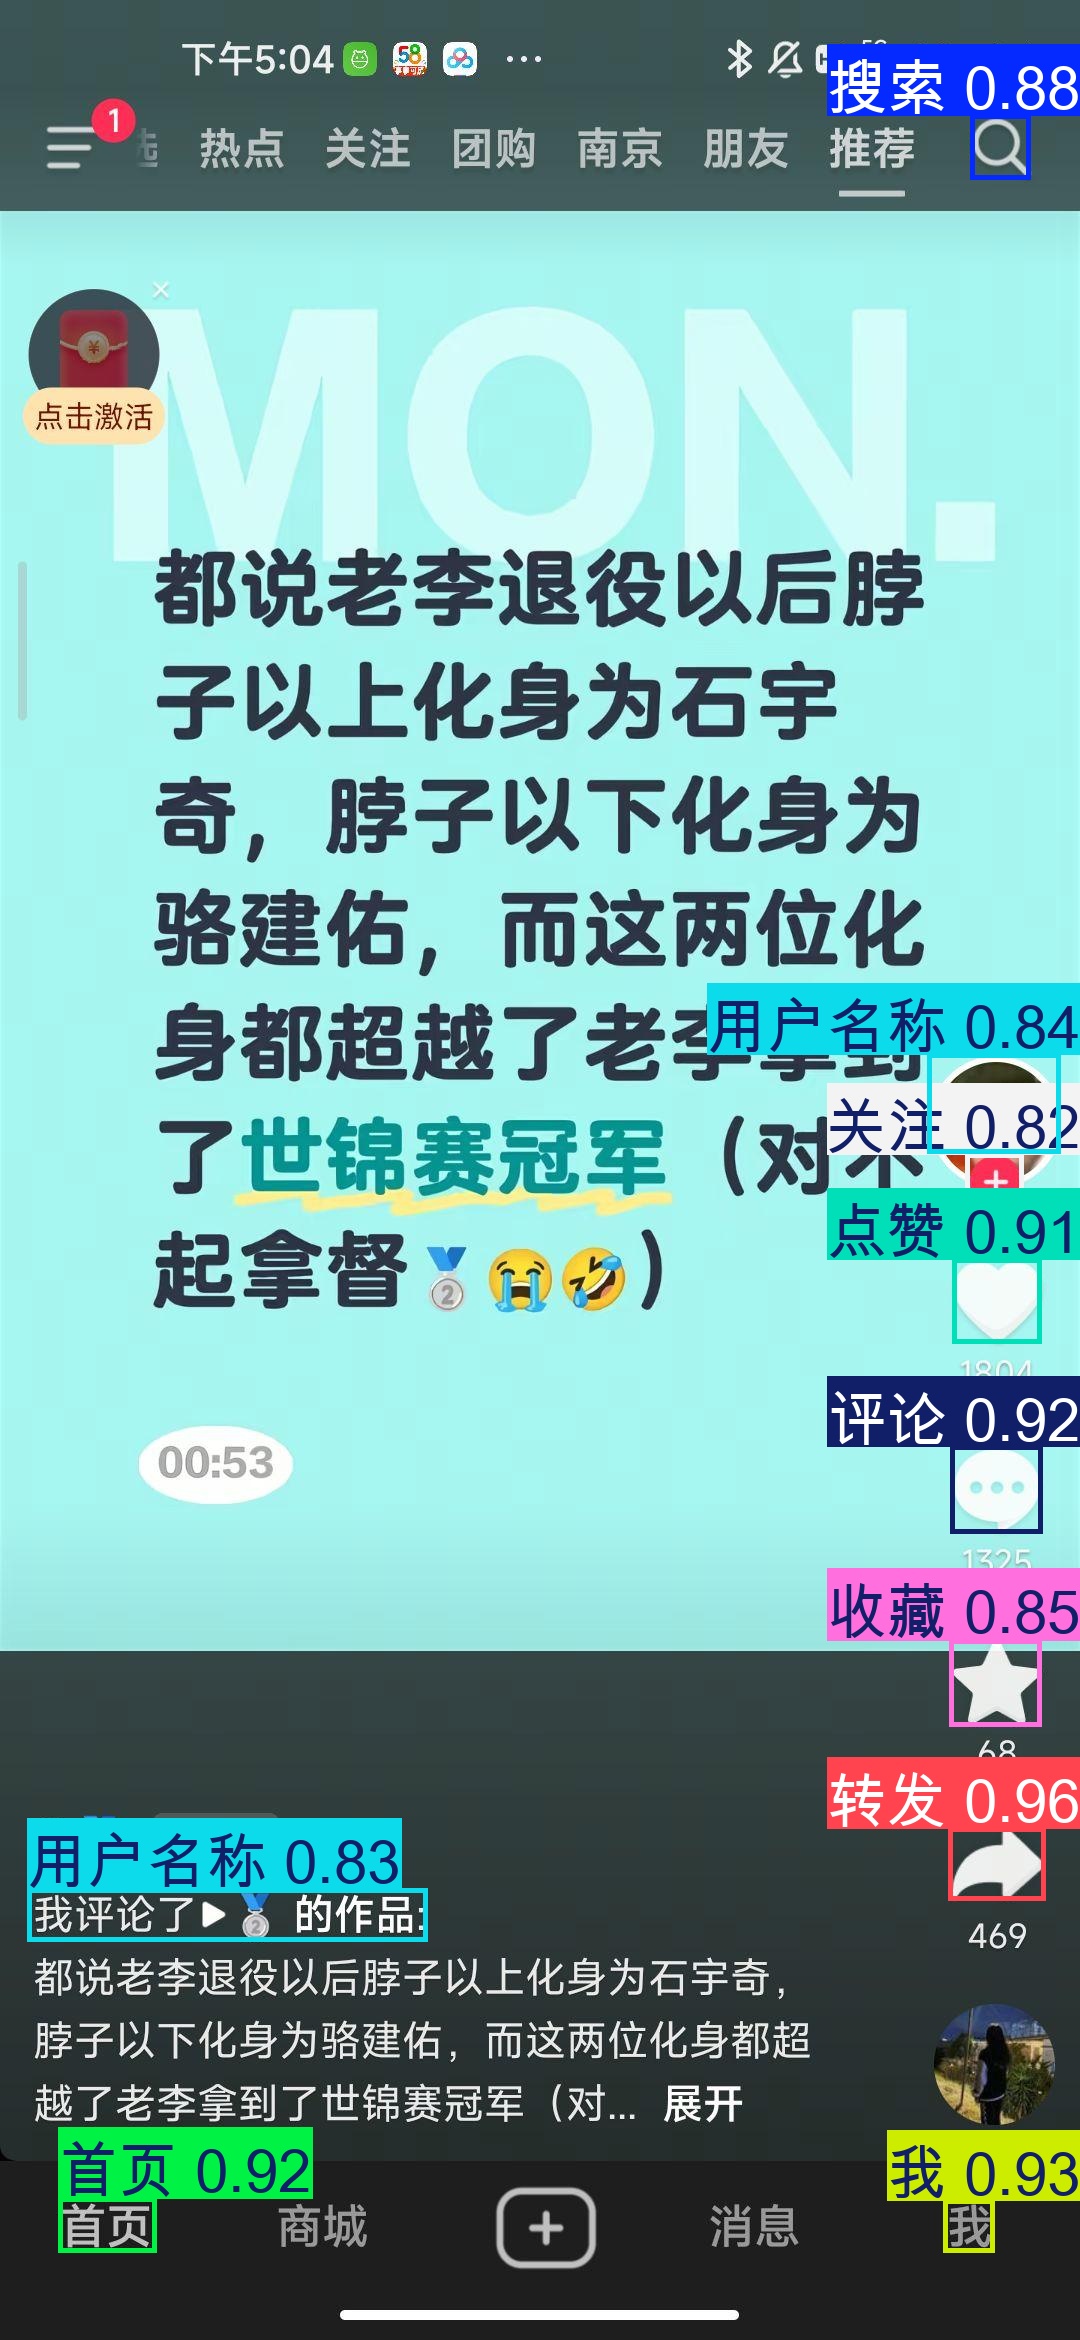 下午5:04
58
搜索 0.88
1
热点 关注 团购 南京 朋友 推荐
MON.
点击激活
都说老李退役以后脖
子以上化身为石宇
奇，脖子以下化身为
骆建佑，而这两位化
用户名称 0.84
身都超越了老李拿到
关注 0.82
了世锦赛冠军（对不
点赞 0.91
起拿督🥈😭🤣）
1804
评论 0.92
00:53
1325
收藏 0.85
68
转发 0.96
用户名称 0.83
我评论了▶🥈 的作品:
469
都说老李退役以后脖子以上化身为石宇奇，
脖子以下化身为骆建佑，而这两位化身都超
越了老李拿到了世锦赛冠军（对... 展开
首页 0.92
我 0.93
首页 商城 消息 我